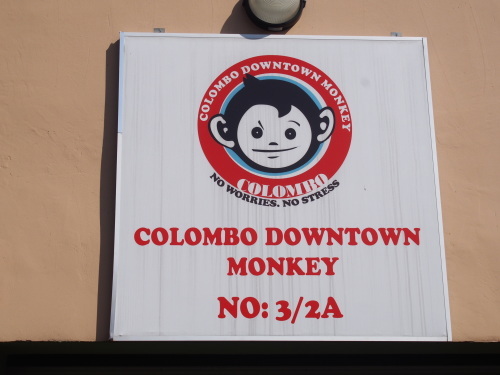 COLOMBO DOWNTOWN MONKEY
COLOMBO
NO WORRIES. NO STRESS
COLOMBO DOWNTOWN
MONKEY
NO: 3/2A